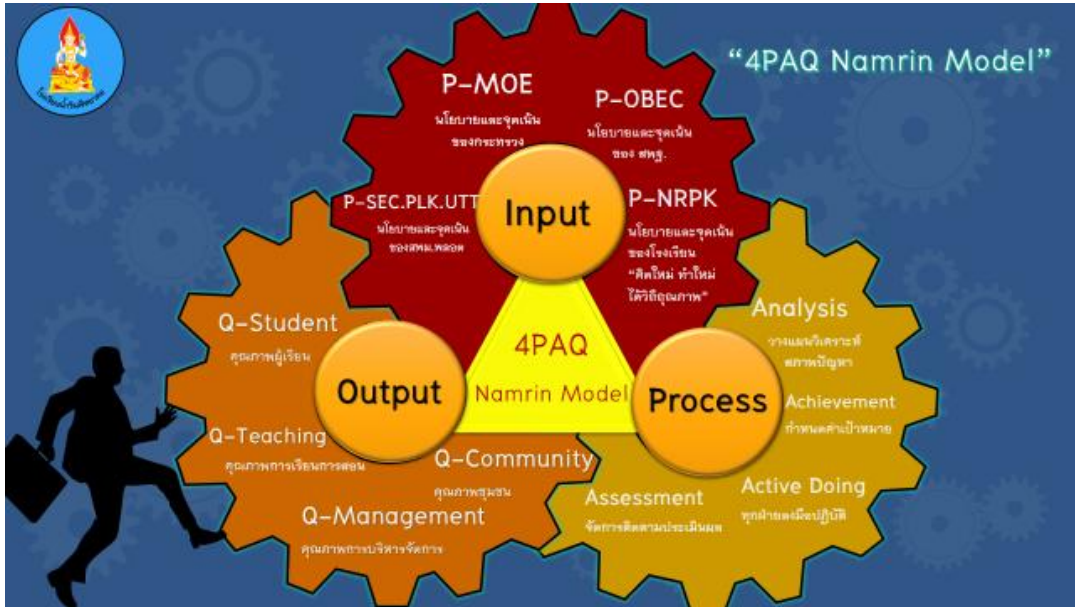 “4PAQ Namrin Model”
P-MOE
นโยบายและจุดเน้น
ของกระทรวง
P-OBEC
นโยบายและจุดเน้น
ของ สพฐ.
P-SEC.PLK.UTT
นโยบายและจุดเน้น
ของสพม.พลอต
P-NRPK
นโยบายและจุดเน้น
ของโรงเรียน
“คิดใหม่ ทำใหม่
ได้วิถีคุณภาพ”
Input
4PAQ
Namrin Model
Process
Analysis
วางแผนวิเคราะห์
สภาพปัญหา
Achievement
กำหนดค่าเป้าหมาย
Active Doing
ทุกฝ่ายลงมือปฏิบัติ
Assessment
จัดการติดตามประเมินผล
Output
Q-Student
คุณภาพผู้เรียน
Q-Teaching
คุณภาพการเรียนการสอน
Q-Community
คุณภาพชุมชน
Q-Management
คุณภาพการบริหารจัดการ